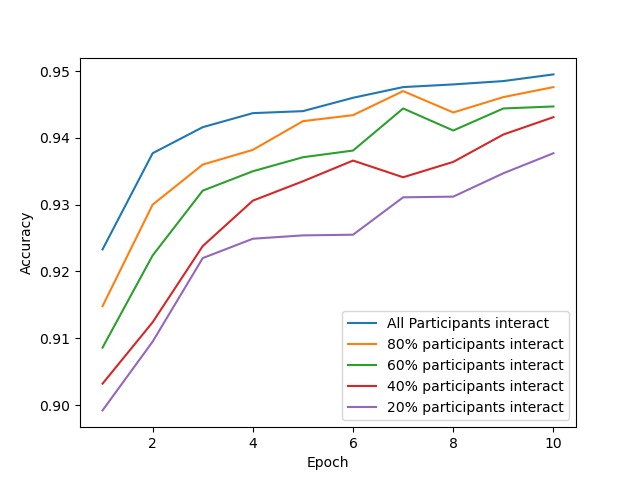 0.95
0.94
0.93
0.92
0.91
0.90
Accuracy
2
4
6
8
10
Epoch
All Participants interact
80% participants interact
60% participants interact
40% participants interact
20% participants interact